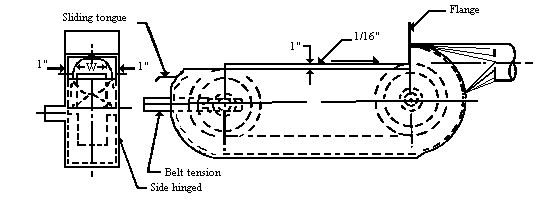 Flange
Sliding tongue
1/16"
1"
1"
W
1"
Belt tension
Side hinged